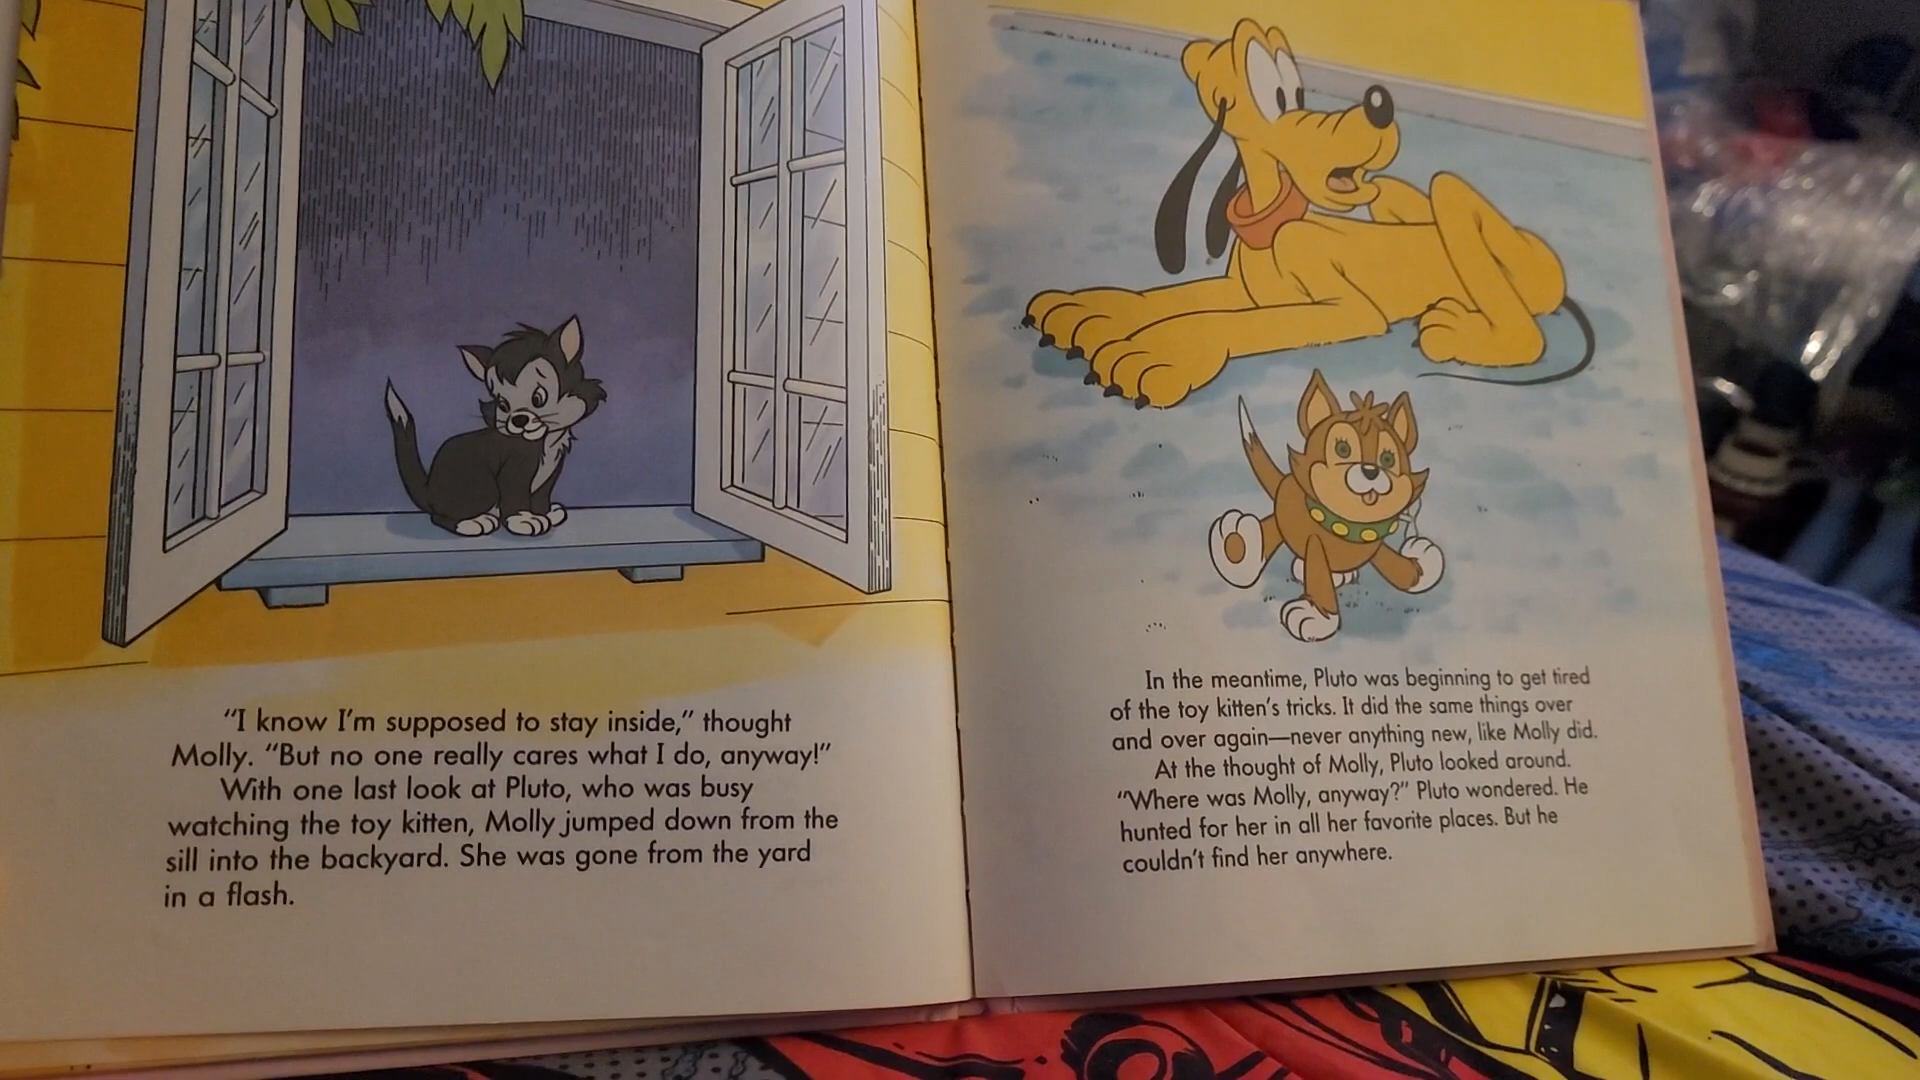 “I know I’m supposed to stay inside,” thought
Molly. “But no one really cares what I do, anyway!”
With one last look at Pluto, who was busy
watching the toy kitten, Molly jumped down from the
sill into the backyard. She was gone from the yard
in a flash.
In the meantime, Pluto was beginning to get tired
of the toy kitten’s tricks. It did the same things over
and over again—never anything new, like Molly did.
At the thought of Molly, Pluto looked around.
“Where was Molly, anyway?” Pluto wondered. He
hunted for her in all her favorite places. But he
couldn’t find her anywhere.